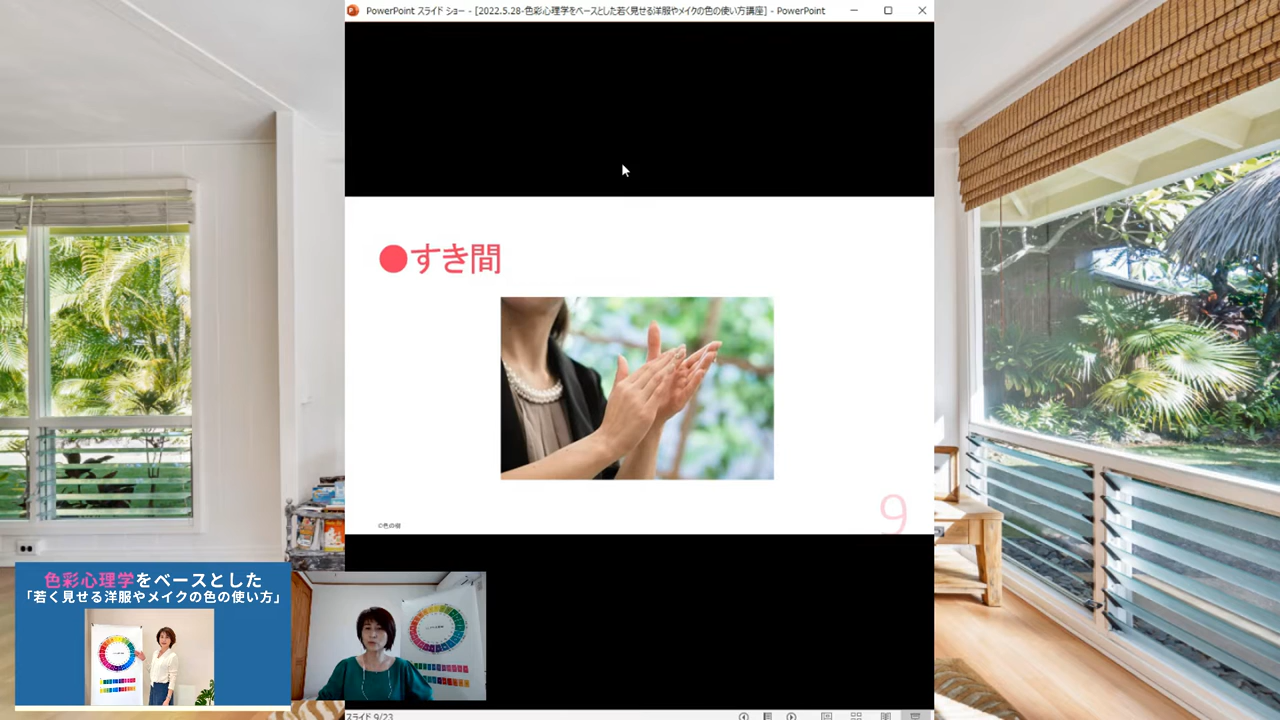 PowerPoint スライド ショー - [2022.5.28-色彩心理学をベースとした若く見せる洋服やメイクの色の使い方講座] - PowerPoint
●すき間
©色の樹
9
色彩心理学をベースとした
「若く見せる洋服やメイクの色の使い方」
スライド 9/23